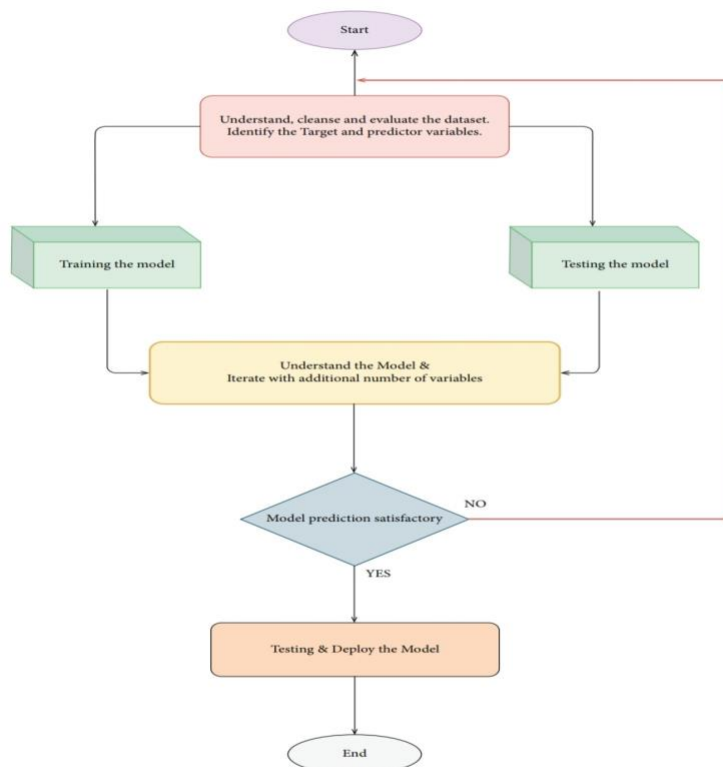 Start
Understand, cleanse and evaluate the dataset.
Identify the Target and predictor variables.
Training the model
Testing the model
Understand the Model &
Iterate with additional number of variables
Model prediction satisfactory
NO
YES
Testing & Deploy the Model
End